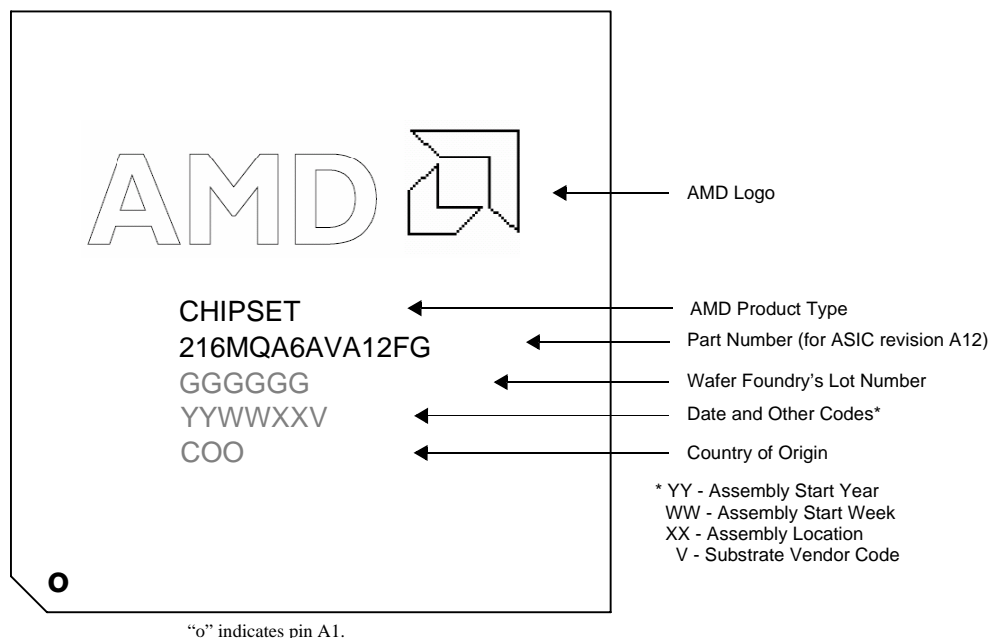 AMD
AMD Logo
CHIPSET
AMD Product Type
216MQA6AVA12FG
Part Number (for ASIC revision A12)
GGGGGG
Wafer Foundry's Lot Number
YYWWXXV
Date and Other Codes*
COO
Country of Origin
* YY - Assembly Start Year
WW - Assembly Start Week
XX - Assembly Location
V - Substrate Vendor Code
o
“o” indicates pin A1.